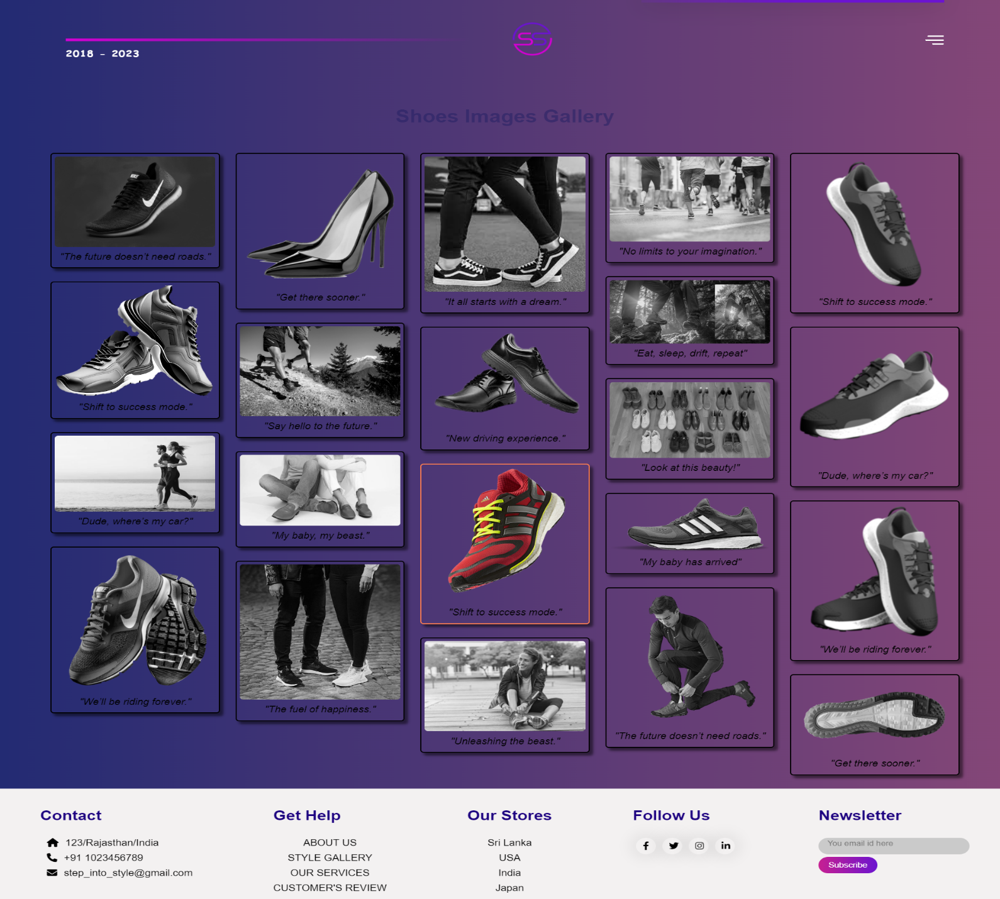 SS
2018 - 2023
Shoes Images Gallery
NIKE
"The future doesn't need roads."
"Shift to success mode."
"Dude, where's my car?"
"We'll be riding forever."
"Get there sooner."
"Say hello to the future."
"My baby, my beast."
"The fuel of happiness."
"It all starts with a dream."
"New driving experience."
adidas
"Shift to success mode."
"Unleashing the beast."
"No limits to your imagination."
"Eat, sleep, drift, repeat"
"Look at this beauty!"
"My baby has arrived"
"The future doesn't need roads."
"Shift to success mode."
"Dude, where's my car?"
"We'll be riding forever."
"Get there sooner."
Contact
123/Rajasthan/India
+91 1023456789
step_into_style@gmail.com
Get Help
ABOUT US
STYLE GALLERY
OUR SERVICES
CUSTOMER'S REVIEW
Our Stores
Sri Lanka
USA
India
Japan
Follow Us
Newsletter
You email id here
Subscribe